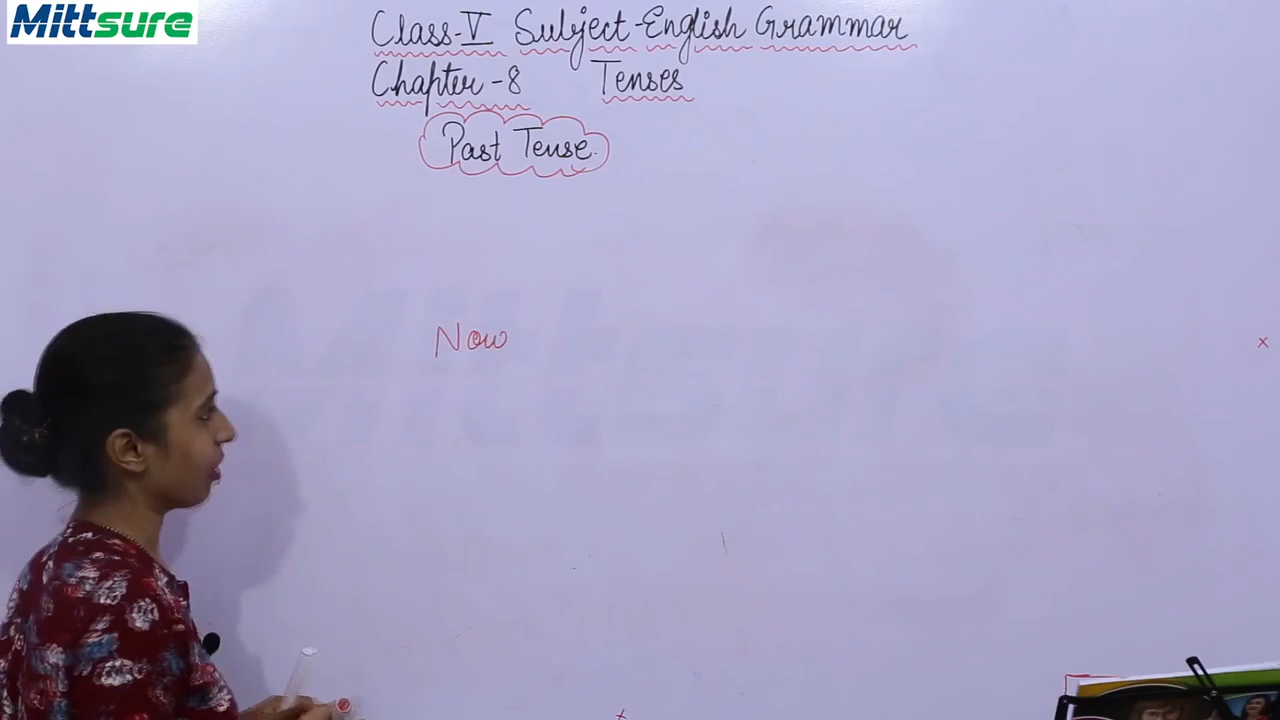 Mittsure
Class-V Subject-English Grammar
Chapter-8 Tenses
Past Tense.
Now
x